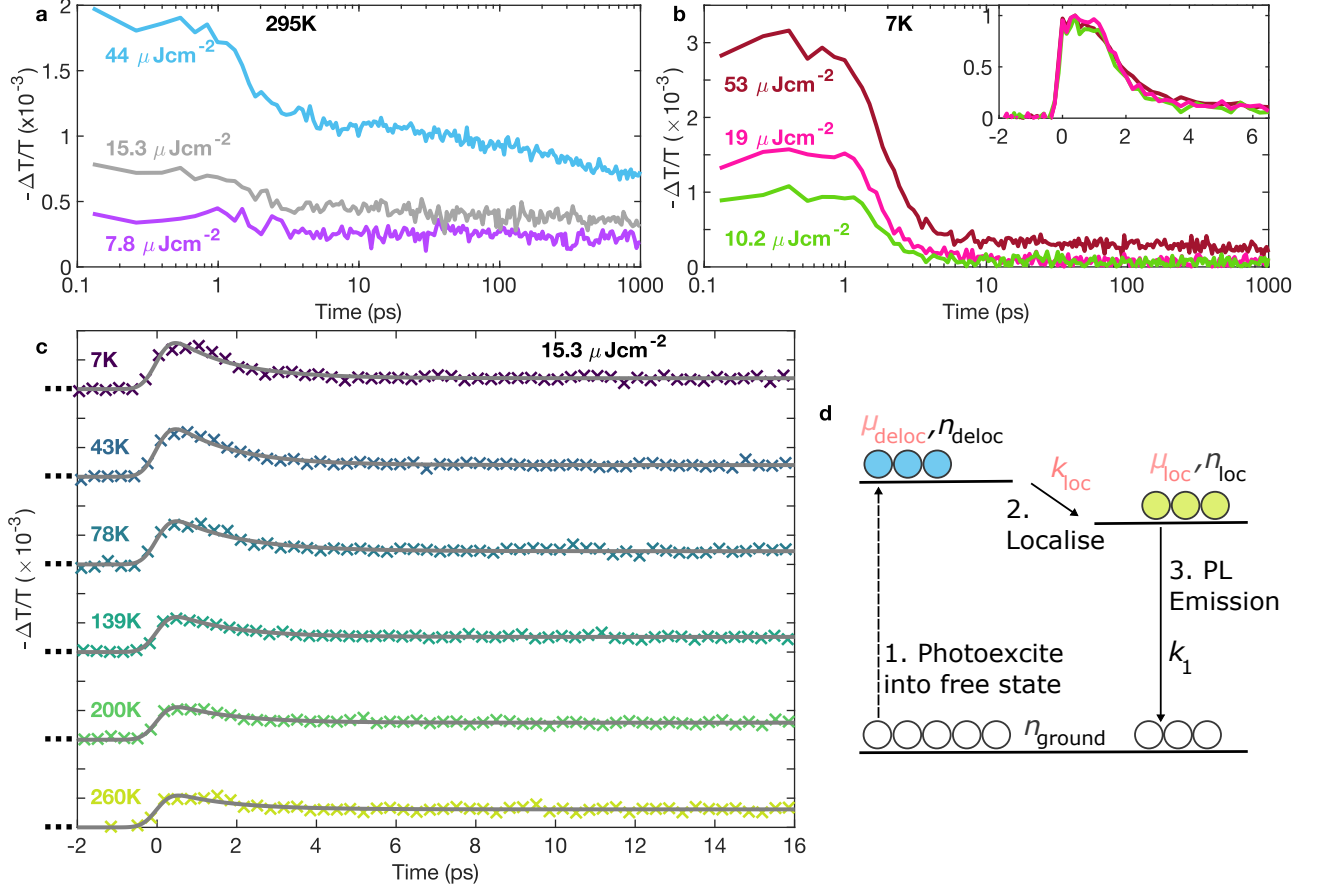 a
295K
44 μJcm⁻²
15.3 μJcm⁻²
7.8 μJcm⁻²
- ΔT/T (x10⁻³)
2
1.5
1
0.5
0
0.1
1
10
100
1000
Time (ps)
b
7K
53 μJcm⁻²
19 μJcm⁻²
10.2 μJcm⁻²
- ΔT/T (×10⁻³)
3
2
1
0
0.1
1
10
100
1000
Time (ps)
1
0.5
0
-2
0
2
4
6
c
15.3 μJcm⁻²
7K
43K
78K
139K
200K
260K
- ΔT/T (×10⁻³)
-2
0
2
4
6
8
10
12
14
16
Time (ps)
d
μdeloc,ndeloc
kloc
μloc,nloc
2.
Localise
3. PL
Emission
1. Photoexcite
into free state
k1
nground